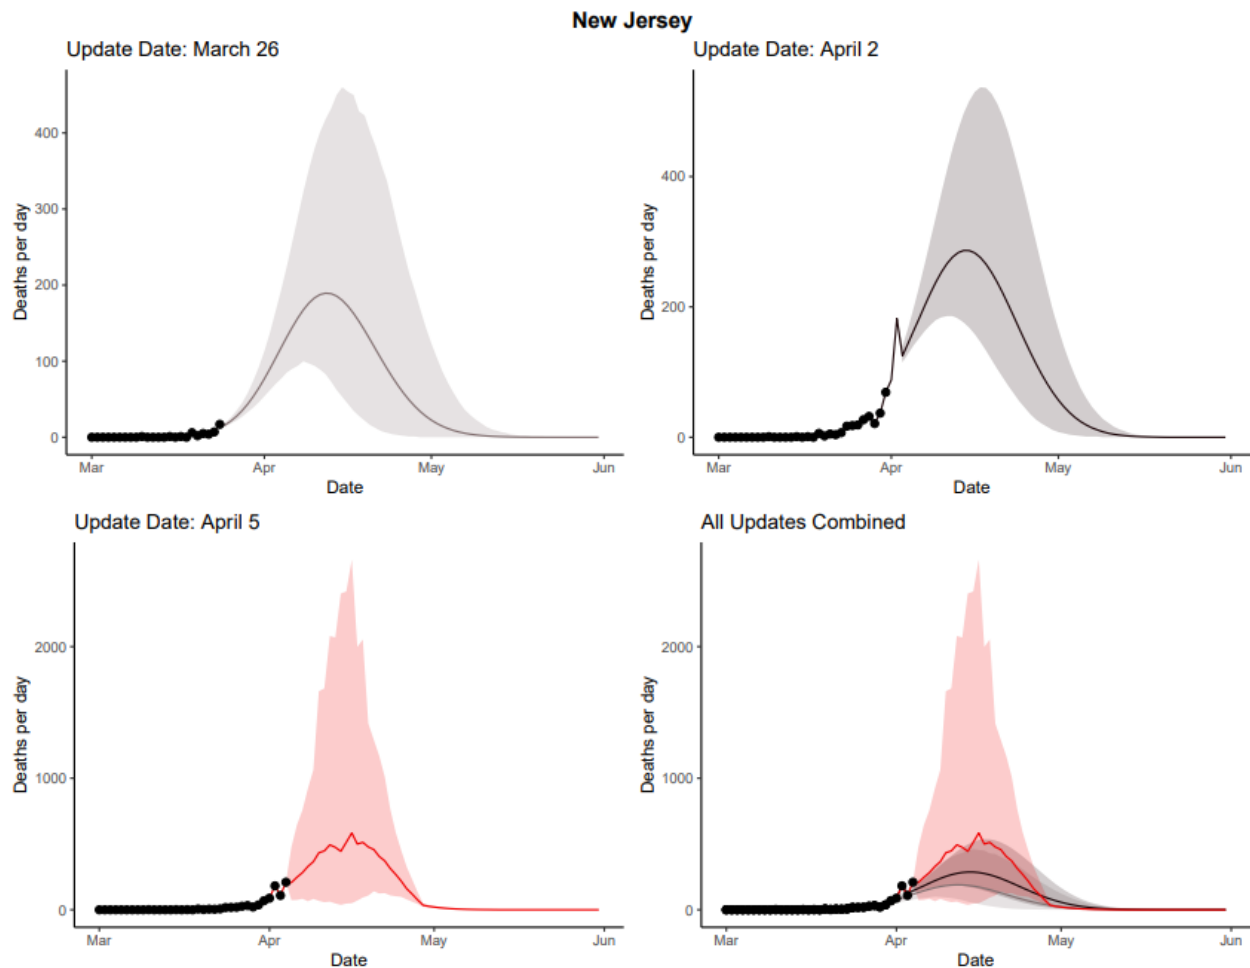 New Jersey
Update Date: March 26
Deaths per day
400
300
200
100
0
Mar
Apr
May
Jun
Date
Update Date: April 2
Deaths per day
400
200
0
Mar
Apr
May
Jun
Date
Update Date: April 5
Deaths per day
2000
1000
0
Mar
Apr
May
Jun
Date
All Updates Combined
Deaths per day
2000
1000
0
Mar
Apr
May
Jun
Date